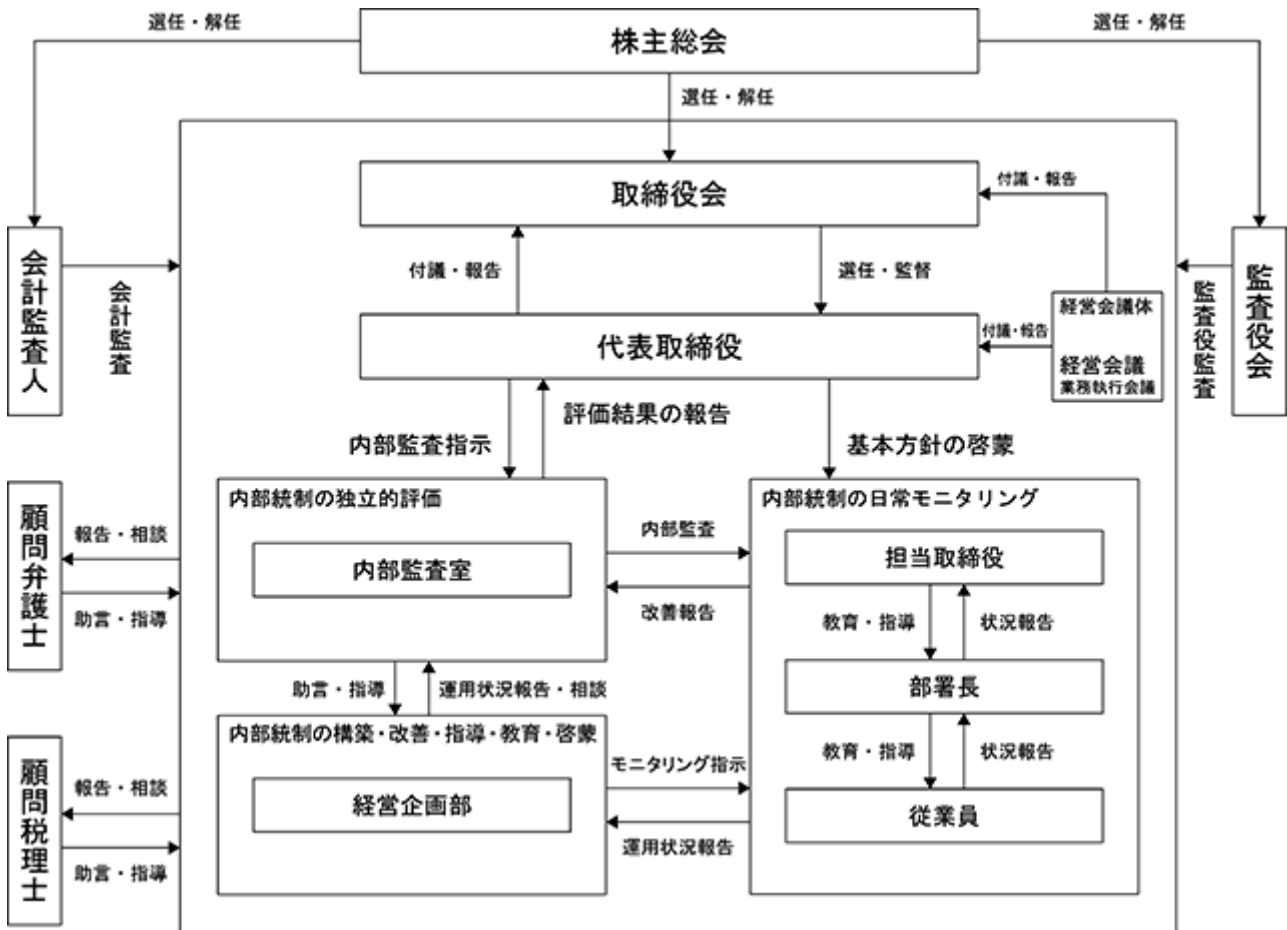 選任・解任
株主総会
選任・解任
選任・解任
取締役会
付議・報告
会計監査人
会計監査
付議・報告
選任・監督
経営会議体
経営会議
業務執行会議
監査役監査
監査役会
代表取締役
付議・報告
評価結果の報告
内部監査指示
基本方針の啓蒙
顧問弁護士
報告・相談
助言・指導
内部統制の独立的評価
内部監査室
内部監査
改善報告
内部統制の日常モニタリング
担当取締役
教育・指導
状況報告
部署長
教育・指導
状況報告
従業員
助言・指導
運用状況報告・相談
内部統制の構築・改善・指導・教育・啓蒙
経営企画部
モニタリング指示
運用状況報告
顧問税理士
報告・相談
助言・指導